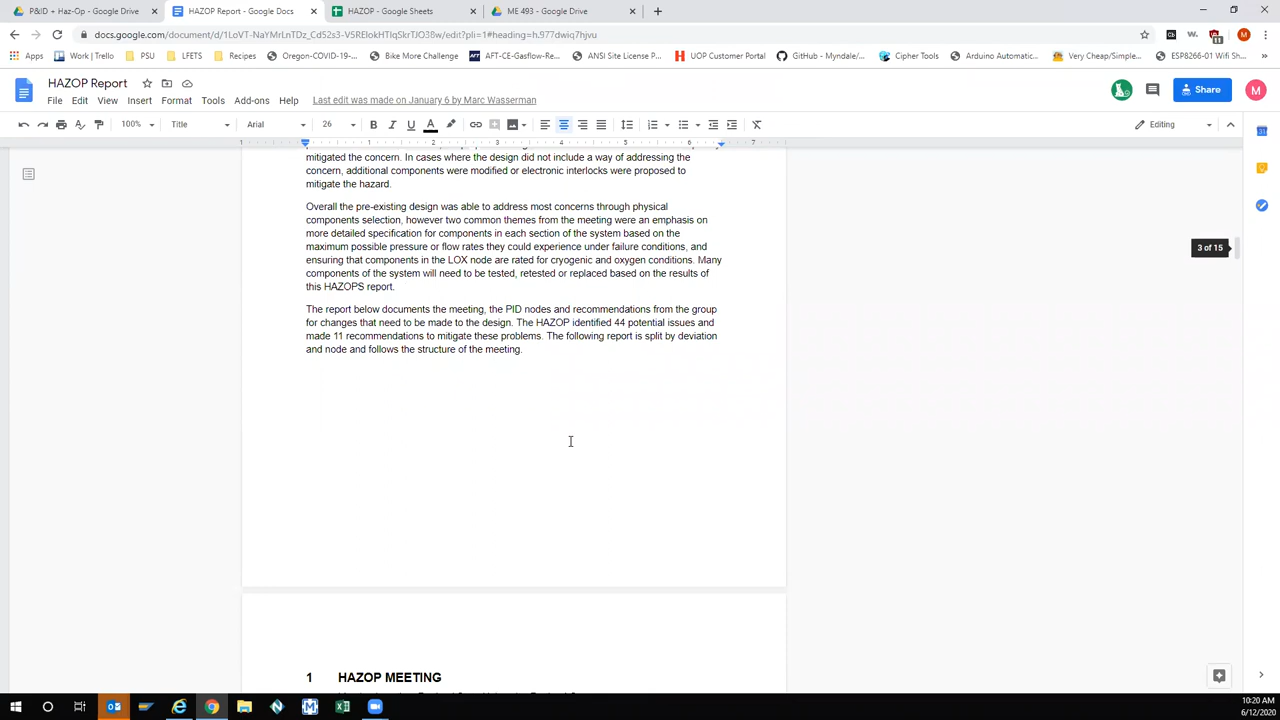 P&ID + Haz-Op - Google Drive
HAZOP Report - Google Docs
HAZOP - Google Sheets
ME 493 - Google Drive
docs.google.com/document/d/1LoVT-NaYMrLnTDz_Cd52s3-VSRElokHTIqSkrTJO38w/edit?pli=1#heading=h.977dwiq7hjvu
Apps
Work | Trello
PSU
LFETS
Recipes
Oregon-COVID-19-...
Bike More Challenge
AFT-CE-Gasflow-Re...
ANSI Site License P...
UOP Customer Portal
GitHub - Myndale/...
Cipher Tools
Arduino Automatic...
Very Cheap/Simple...
ESP8266-01 Wifi Sh...
HAZOP Report
File Edit View Insert Format Tools Add-ons Help
Last edit was made on January 6 by Marc Wasserman
Share
M
100% Title Arial 26
Editing
mitigated the concern. In cases where the design did not include a way of addressing the
concern, additional components were modified or electronic interlocks were proposed to
mitigate the hazard.
Overall the pre-existing design was able to address most concerns through physical
components selection, however two common themes from the meeting were an emphasis on
more detailed specification for components in each section of the system based on the
maximum possible pressure or flow rates they could experience under failure conditions, and
ensuring that components in the LOX node are rated for cryogenic and oxygen conditions. Many
components of the system will need to be tested, retested or replaced based on the results of
this HAZOPS report.
3 of 15
The report below documents the meeting, the PID nodes and recommendations from the group
for changes that need to be made to the design. The HAZOP identified 44 potential issues and
made 11 recommendations to mitigate these problems. The following report is split by deviation
and node and follows the structure of the meeting.
1 HAZOP MEETING
10:20 AM
6/12/2020